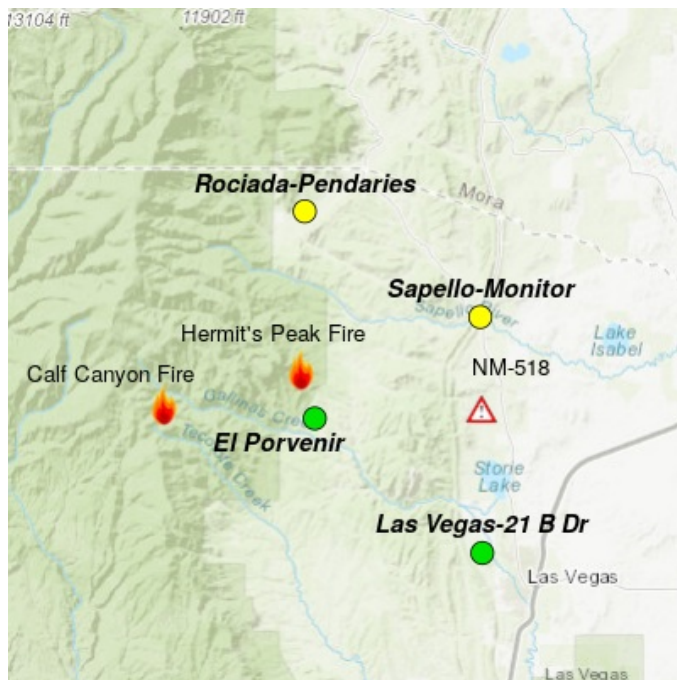 13104 ft
11902 ft
Rociada-Pendaries
Mora
Sapello-Monitor
Sapello River
Lake
Isabel
Hermit's Peak Fire
NM-518
Calf Canyon Fire
Gallinas Creek
El Porvenir
Tecolote Creek
Storie
Lake
Las Vegas-21 B Dr
Las Vegas
Las Vegas